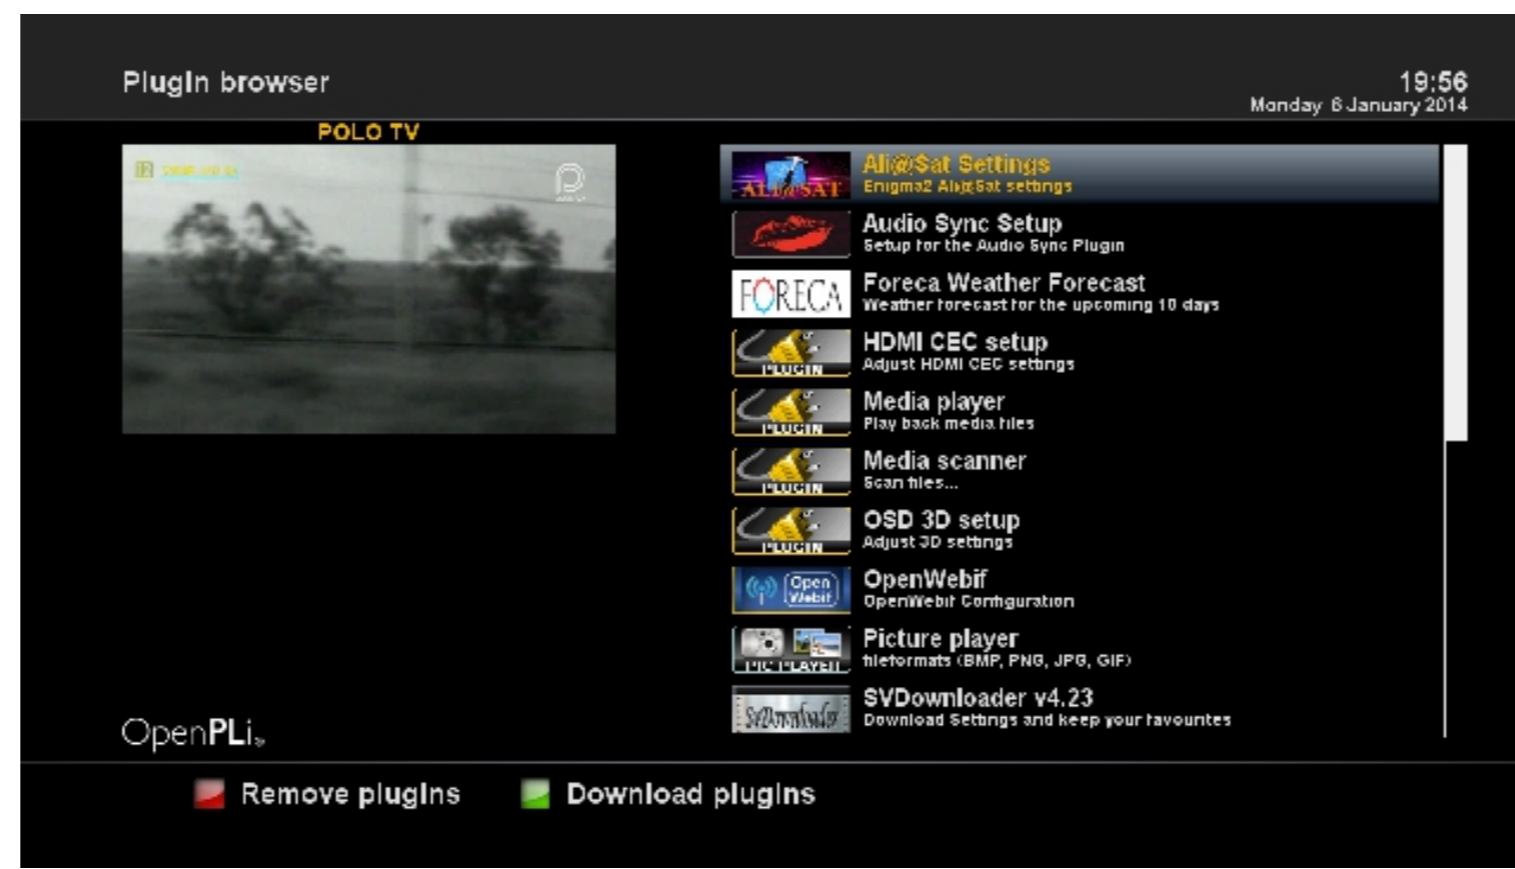 PlugIn browser
19:56
Monday 6 January 2014
POLO TV
ALI@SAT
Ali@Sat Settings
Enigma2 Ali@Sat settings
Audio Sync Setup
Setup for the Audio Sync Plugin
FORECA
Foreca Weather Forecast
Weather forecast for the upcoming 10 days
PLUGIN
HDMI CEC setup
Adjust HDMI CEC settings
PLUGIN
Media player
Play back media files
PLUGIN
Media scanner
Scan files...
PLUGIN
OSD 3D setup
Adjust 3D settings
Open
Webif
OpenWebif
OpenWebif Configuration
PIC PLAYER
Picture player
fileformats (BMP, PNG, JPG, GIF)
SVDownloader
SVDownloader v4.23
Download Settings and keep your favourites
OpenPLi
Remove plugins
Download plugins